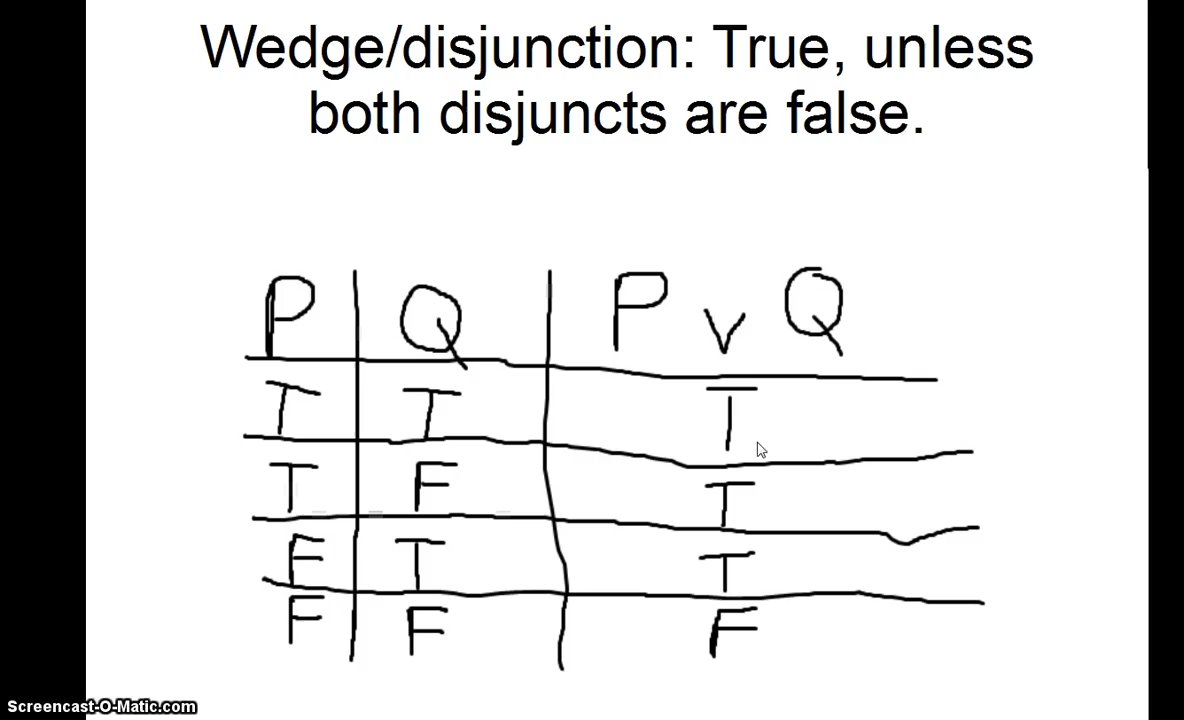 Wedge/disjunction: True, unless
both disjuncts are false.
P Q P v Q
T T T
T F T
F T T
F F F
Screencast-O-Matic.com